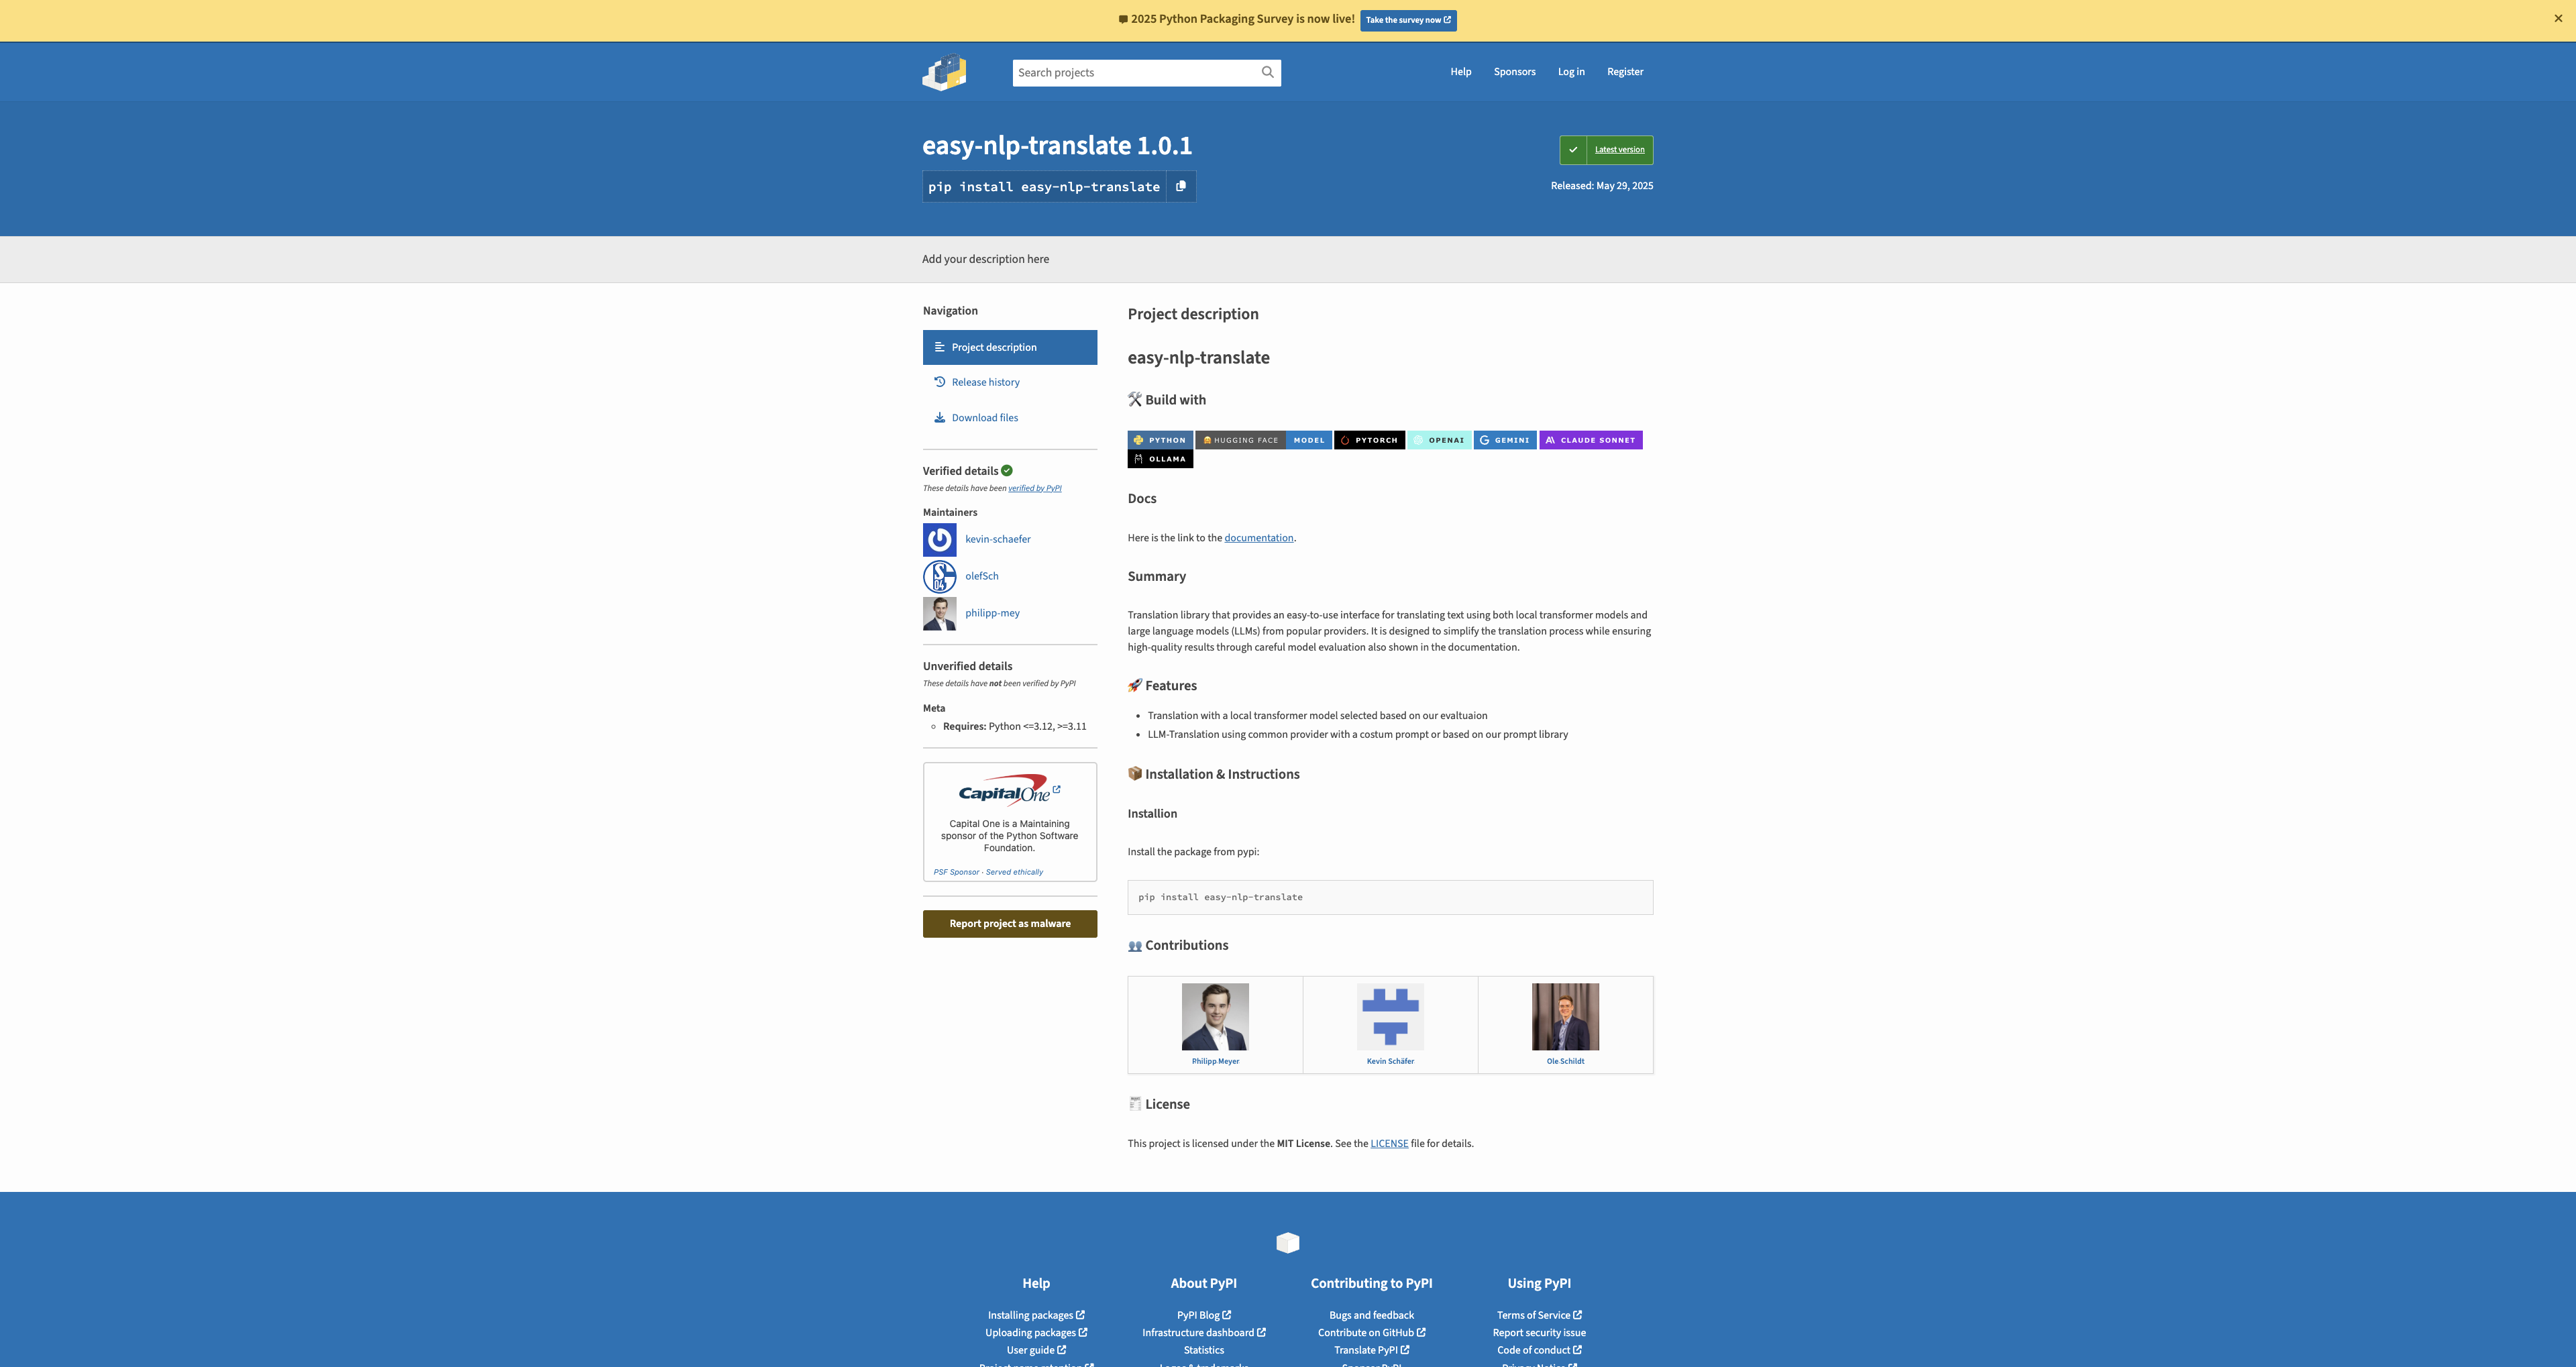 2025 Python Packaging Survey is now live! Take the survey now
Search projects
Help Sponsors Log in Register
easy-nlp-translate 1.0.1
pip install easy-nlp-translate
Latest version
Released: May 29, 2025
Add your description here
Navigation
Project description
Release history
Download files
Verified details
These details have been verified by PyPI
Maintainers
kevin-schaefer
olefSch
philipp-mey
Unverified details
These details have not been verified by PyPI
Meta
Requires: Python <=3.12, >=3.11
Capital One
Capital One is a Maintaining
sponsor of the Python Software
Foundation.
PSF Sponsor · Served ethically
Report project as malware
Project description
easy-nlp-translate
Build with
PYTHON HUGGING FACE MODEL PYTORCH OPENAI GEMINI CLAUDE SONNET
OLLAMA
Docs
Here is the link to the documentation.
Summary
Translation library that provides an easy-to-use interface for translating text using both local transformer models and
large language models (LLMs) from popular providers. It is designed to simplify the translation process while ensuring
high-quality results through careful model evaluation also shown in the documentation.
Features
Translation with a local transformer model selected based on our evaltuaion
LLM-Translation using common provider with a costum prompt or based on our prompt library
Installation & Instructions
Installion
Install the package from pypi:
pip install easy-nlp-translate
Contributions
Philipp Meyer Kevin Schäfer Ole Schildt
License
This project is licensed under the MIT License. See the LICENSE file for details.
Help
Installing packages
Uploading packages
User guide
About PyPI
PyPI Blog
Infrastructure dashboard
Statistics
Contributing to PyPI
Bugs and feedback
Contribute on GitHub
Translate PyPI
Using PyPI
Terms of Service
Report security issue
Code of conduct